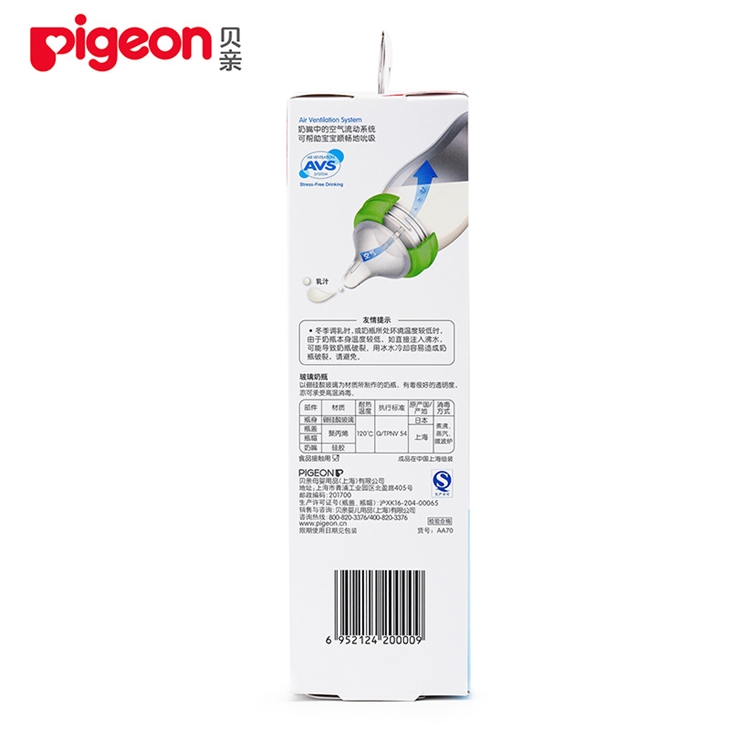 pigeon 贝亲
Air Ventilation System
奶嘴中的空气流动系统
可帮助宝宝顺畅地吮吸
AIR VENTILATION
AVS
SYSTEM
Stress-Free Drinking
空气
乳汁
友情提示
• 冬季调乳时,或奶瓶所处环境温度较低时,
由于奶瓶本身温度较低,如直接注入沸水,
可能导致奶瓶破裂。用冰水冷却容易造成奶
瓶破裂,请避免。
玻璃奶瓶
以硼硅酸玻璃为材质所制作的奶瓶,有着很好的透明度,
亦可承受高温消毒。
部件 材质 耐热温度 执行标准 原产国/产地 消毒方式
瓶身 硼硅酸玻璃 120℃ Q/TPNV 54 日本 煮沸、蒸汽、微波炉
瓶盖 聚丙烯 上海
瓶帽
奶嘴 硅胶
食品接触用 成品在中国上海组装
PIGEON
贝亲母婴用品(上海)有限公司
地址:上海市青浦工业园区北盈路405号
邮政编码:201700
生产许可证号(瓶盖、瓶帽):沪XK16-204-00065
销售与咨询:贝亲婴儿用品(上海)有限公司
咨询热线:800-820-3376/400-820-3376
www.pigeon.cn
限期使用日期见包装
生产许可
检验合格
货号:AA70
6 952124 200009